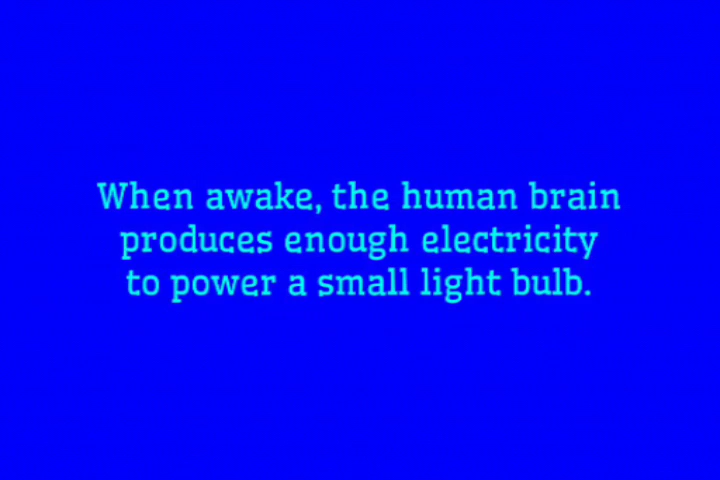 When awake, the human brain
produces enough electricity
to power a small light bulb.